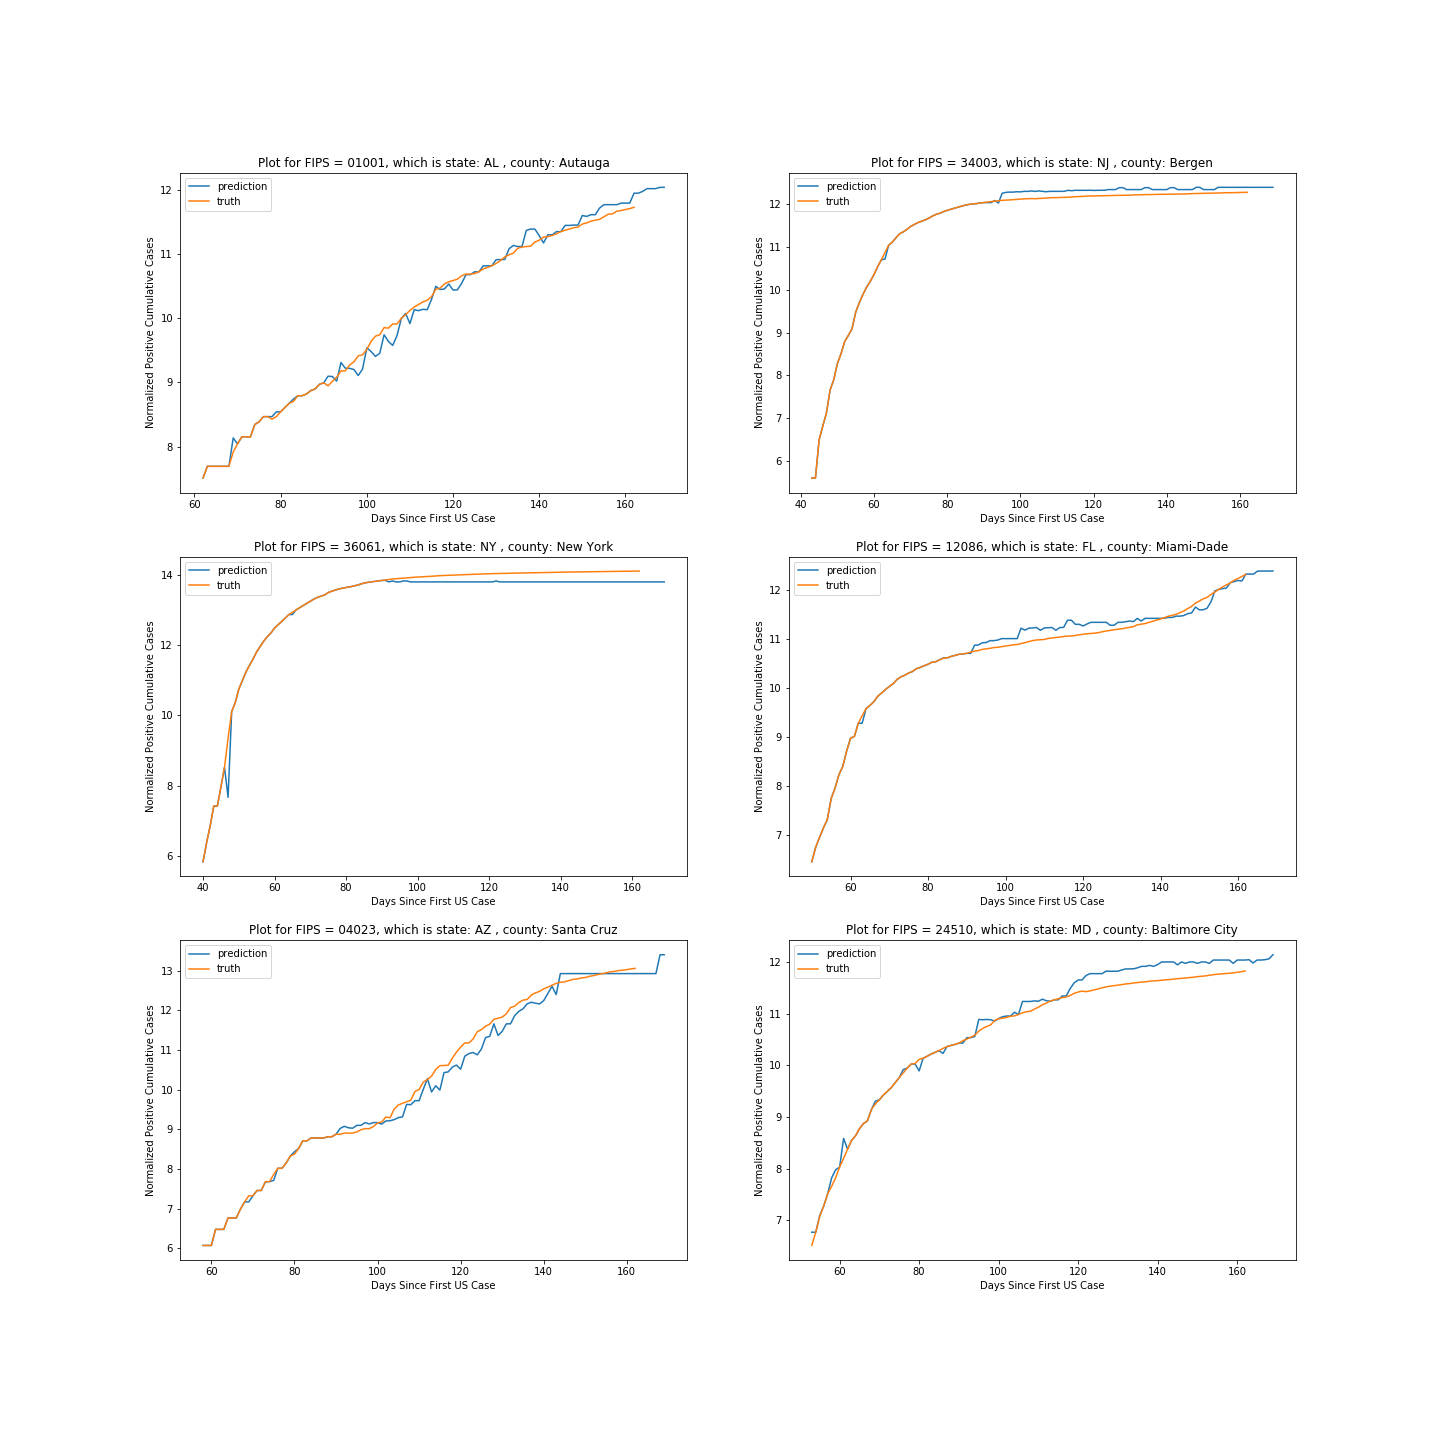 Plot for FIPS = 01001, which is state: AL , county: Autauga
prediction
truth
12
11
10
9
8
Normalized Positive Cumulative Cases
60 80 100 120 140 160
Days Since First US Case
Plot for FIPS = 34003, which is state: NJ , county: Bergen
prediction
truth
12
11
10
9
8
7
6
Normalized Positive Cumulative Cases
40 60 80 100 120 140 160
Days Since First US Case
Plot for FIPS = 36061, which is state: NY , county: New York
prediction
truth
14
12
10
8
6
Normalized Positive Cumulative Cases
40 60 80 100 120 140 160
Days Since First US Case
Plot for FIPS = 12086, which is state: FL , county: Miami-Dade
prediction
truth
12
11
10
9
8
7
Normalized Positive Cumulative Cases
60 80 100 120 140 160
Days Since First US Case
Plot for FIPS = 04023, which is state: AZ , county: Santa Cruz
prediction
truth
13
12
11
10
9
8
7
6
Normalized Positive Cumulative Cases
60 80 100 120 140 160
Days Since First US Case
Plot for FIPS = 24510, which is state: MD , county: Baltimore City
prediction
truth
12
11
10
9
8
7
Normalized Positive Cumulative Cases
60 80 100 120 140 160
Days Since First US Case